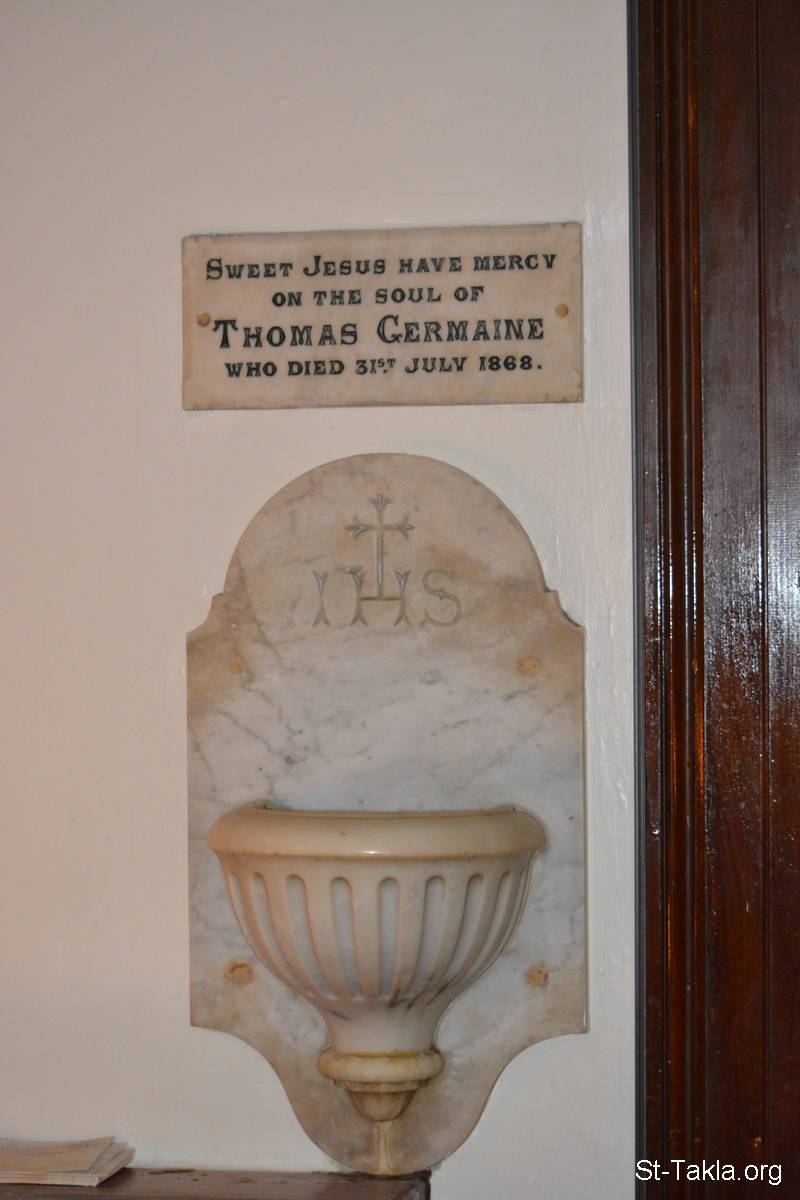 SWEET JESUS HAVE MERCY
ON THE SOUL OF
THOMAS GERMAINE
WHO DIED 31ST JULY 1868.
IHS
St-Takla.org